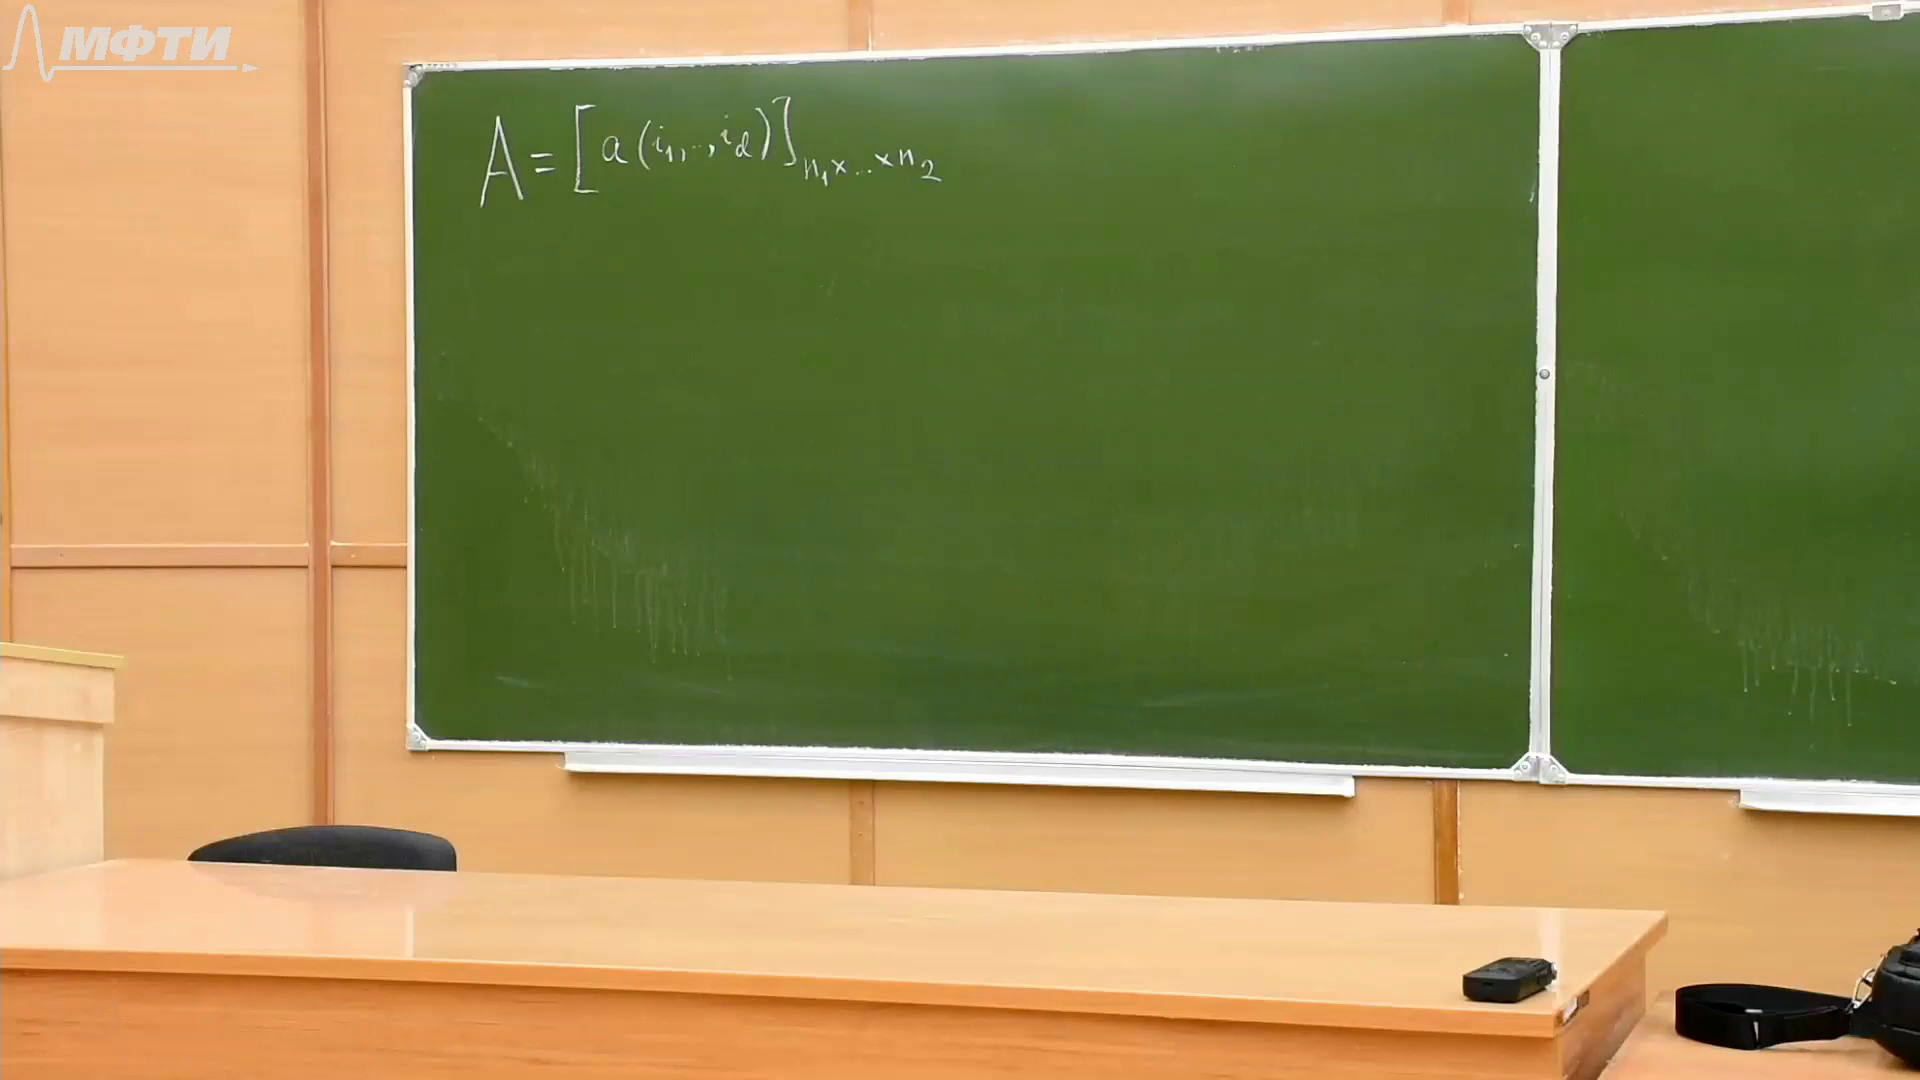 МФТИ
A = [a(i₁,..,i_d)]_{n₁×...×n₂}